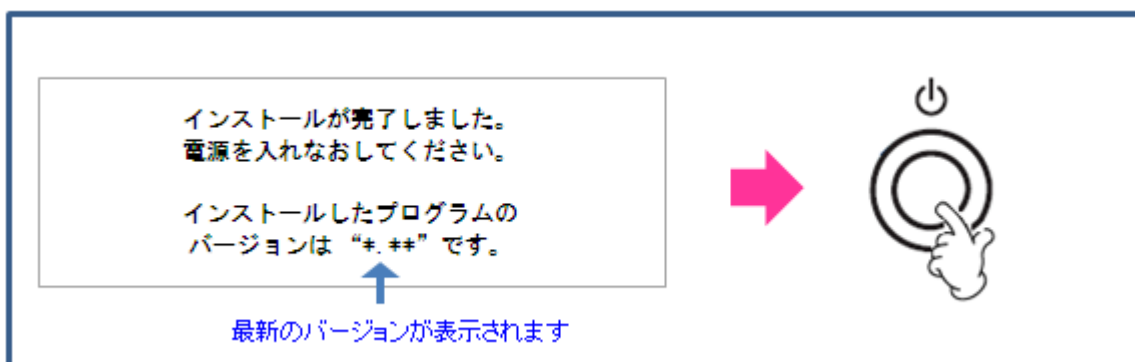 インストールが完了しました。
電源を入れなおしてください。
インストールしたプログラムの
バージョンは “*.**” です。
最新のバージョンが表示されます